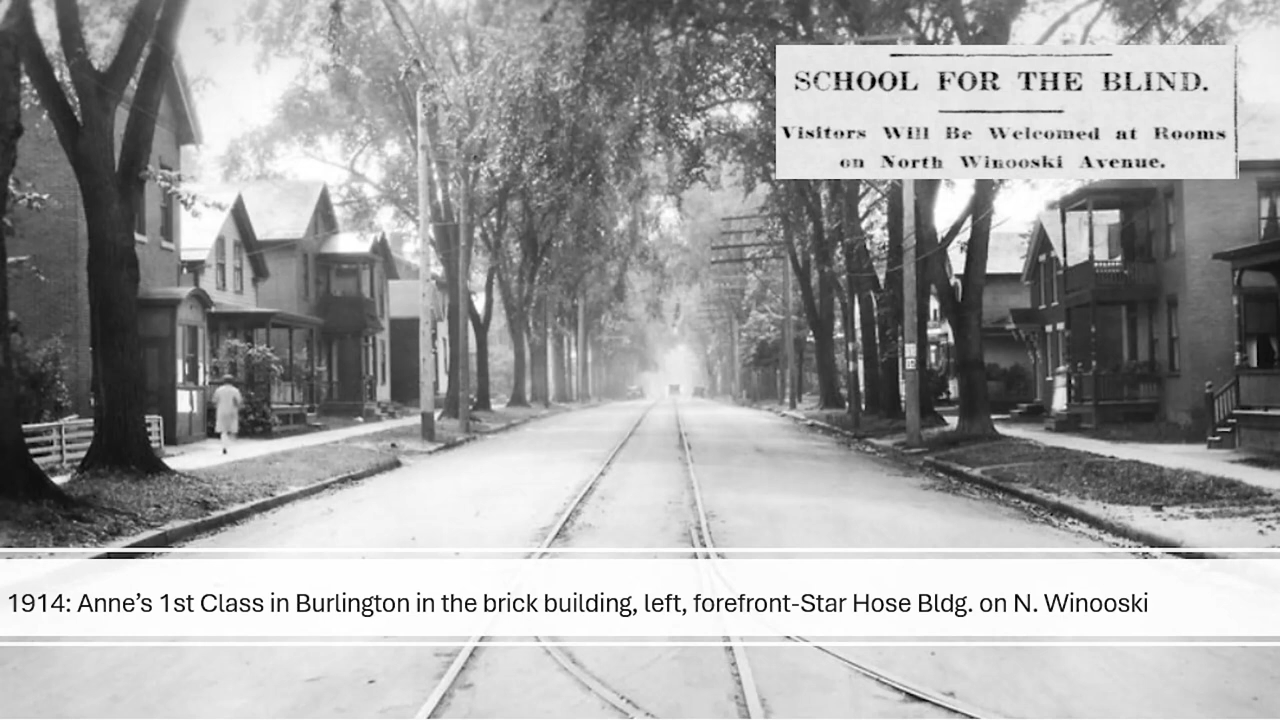 SCHOOL FOR THE BLIND.
Visitors Will Be Welcomed at Rooms
on North Winooski Avenue.
1914: Anne’s 1st Class in Burlington in the brick building, left, forefront-Star Hose Bldg. on N. Winooski